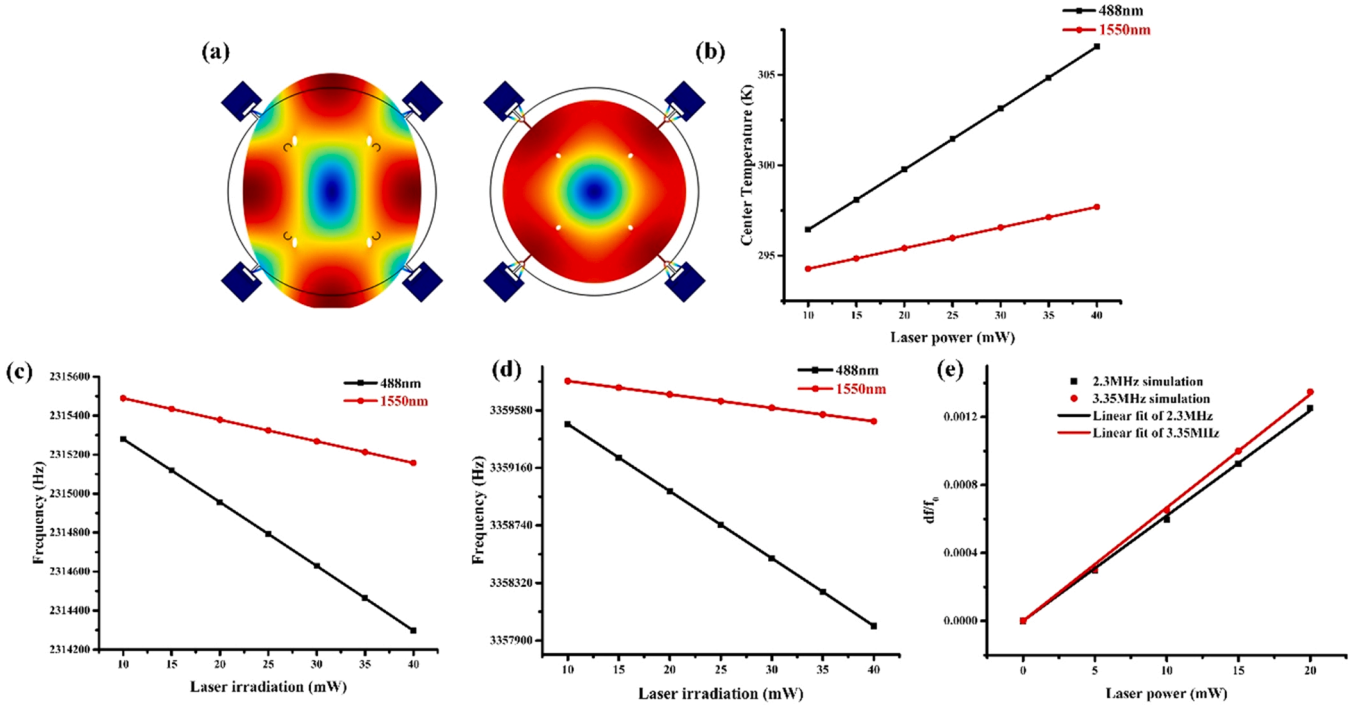 (a)
(b)
488nm
1550nm
Center Temperature (K)
305
300
295
10 15 20 25 30 35 40
Laser power (mW)
(c)
488nm
1550nm
Frequency (Hz)
2315600
2315400
2315200
2315000
2314800
2314600
2314400
2314200
10 15 20 25 30 35 40
Laser irradiation (mW)
(d)
488nm
1550nm
Frequency (Hz)
3359580
3359160
3358740
3358320
3357900
10 15 20 25 30 35 40
Laser irradiation (mW)
(e)
2.3MHz simulation
3.35MHz simulation
Linear fit of 2.3MHz
Linear fit of 3.35MHz
df/f₀
0.0012
0.0008
0.0004
0.0000
0 5 10 15 20
Laser power (mW)